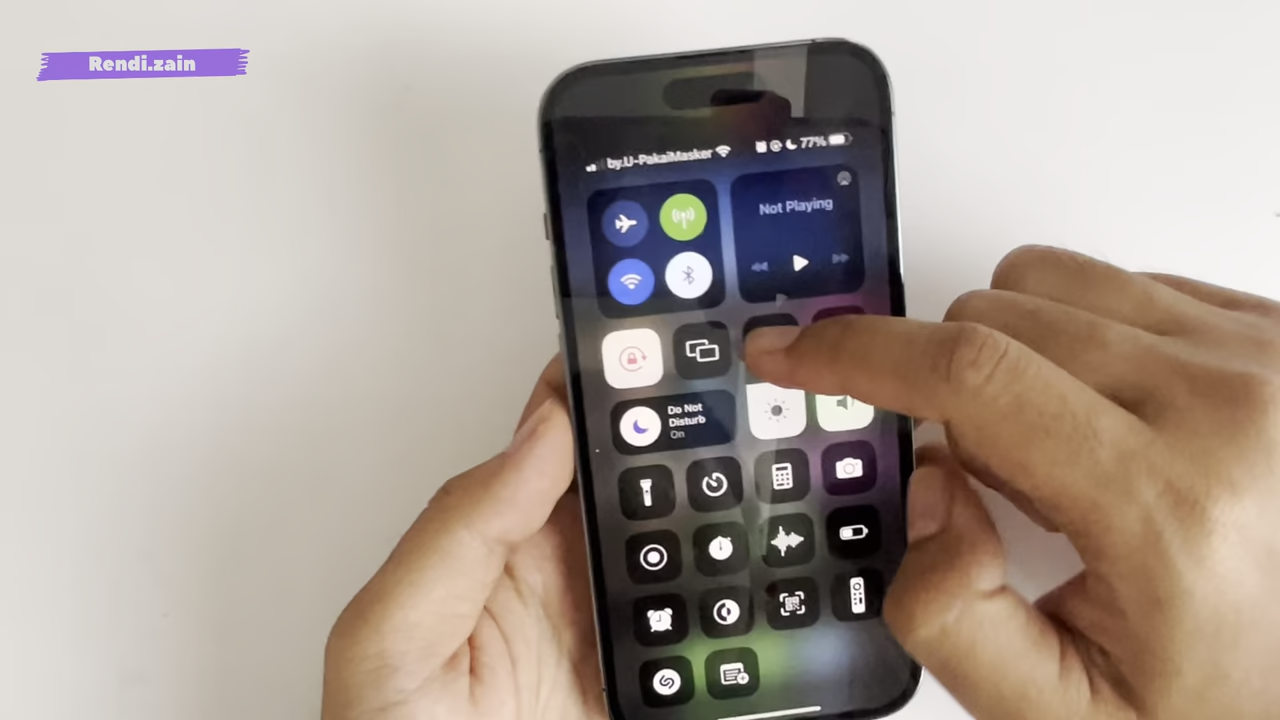 Rendi.zain
by.U-PakaiMasker
77%
Not Playing
Do Not
Disturb
On